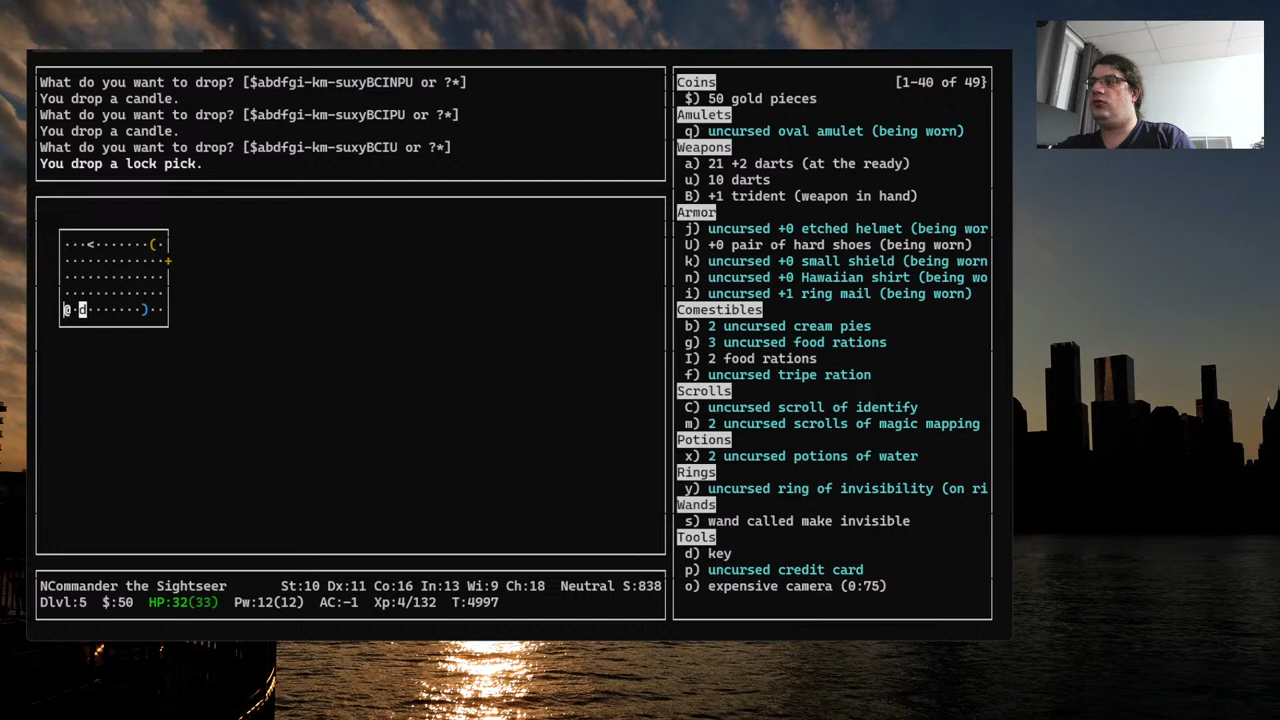 What do you want to drop? [$abdfgi-km-suxyBCINPU or ?*]
You drop a candle.
What do you want to drop? [$abdfgi-km-suxyBCIPU or ?*]
You drop a candle.
What do you want to drop? [$abdfgi-km-suxyBCIU or ?*]
You drop a lock pick.
···<·······(·
·············+
·············
·············
@·d·······)··
NCommander the Sightseer St:10 Dx:11 Co:16 In:13 Wi:9 Ch:18 Neutral S:838
Dlvl:5 $:50 HP:32(33) Pw:12(12) AC:-1 Xp:4/132 T:4997
Coins [1-40 of 49}
$) 50 gold pieces
Amulets
q) uncursed oval amulet (being worn)
Weapons
a) 21 +2 darts (at the ready)
u) 10 darts
B) +1 trident (weapon in hand)
Armor
j) uncursed +0 etched helmet (being wor
U) +0 pair of hard shoes (being worn)
k) uncursed +0 small shield (being worn
n) uncursed +0 Hawaiian shirt (being wo
i) uncursed +1 ring mail (being worn)
Comestibles
b) 2 uncursed cream pies
g) 3 uncursed food rations
I) 2 food rations
f) uncursed tripe ration
Scrolls
C) uncursed scroll of identify
m) 2 uncursed scrolls of magic mapping
Potions
x) 2 uncursed potions of water
Rings
y) uncursed ring of invisibility (on ri
Wands
s) wand called make invisible
Tools
d) key
p) uncursed credit card
o) expensive camera (0:75)